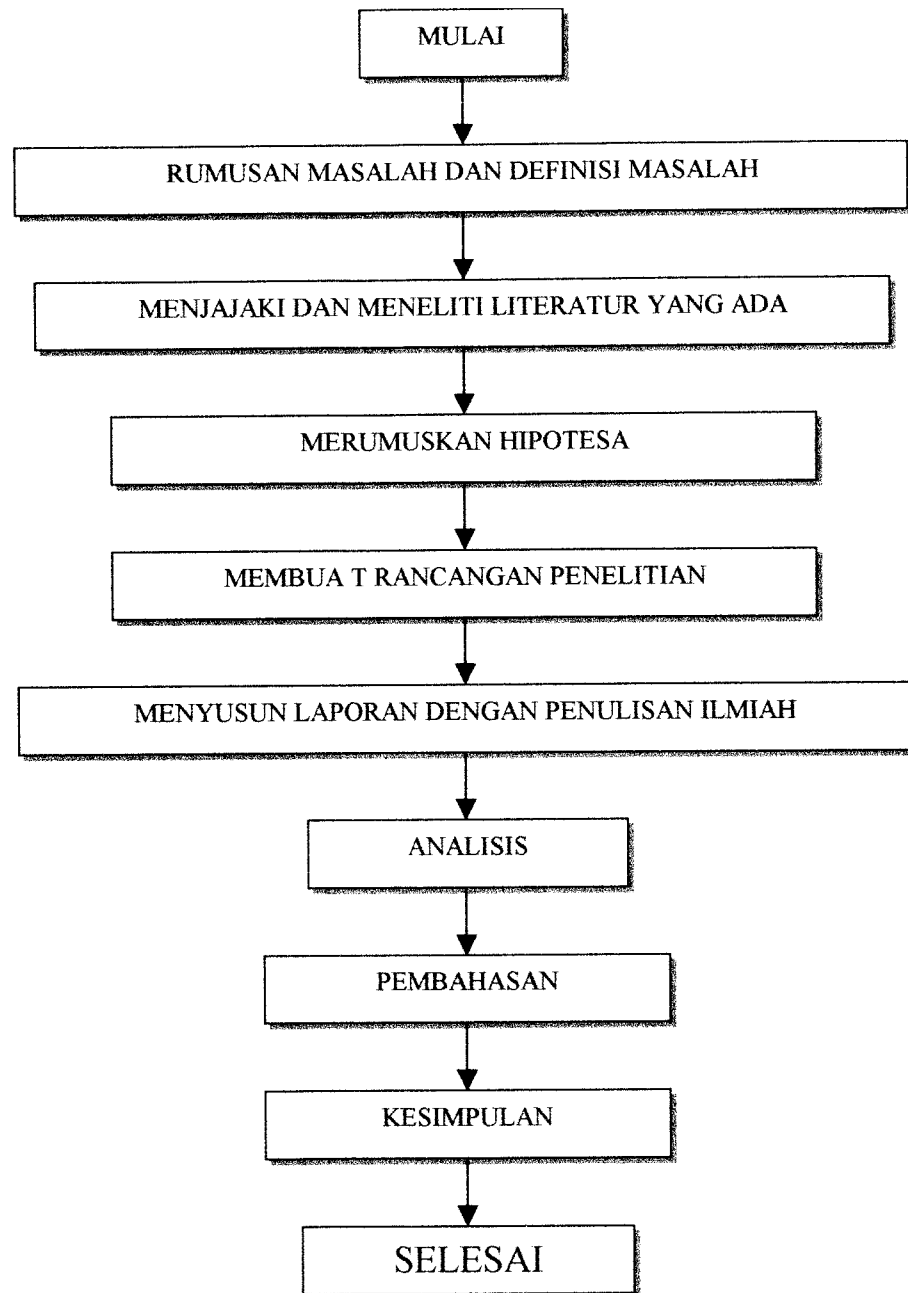 MULAI
RUMUSAN MASALAH DAN DEFINISI MASALAH
MENJAJAKI DAN MENELITI LITERATUR YANG ADA
MERUMUSKAN HIPOTESA
MEMBUA T RANCANGAN PENELITIAN
MENYUSUN LAPORAN DENGAN PENULISAN ILMIAH
ANALISIS
PEMBAHASAN
KESIMPULAN
SELESAI